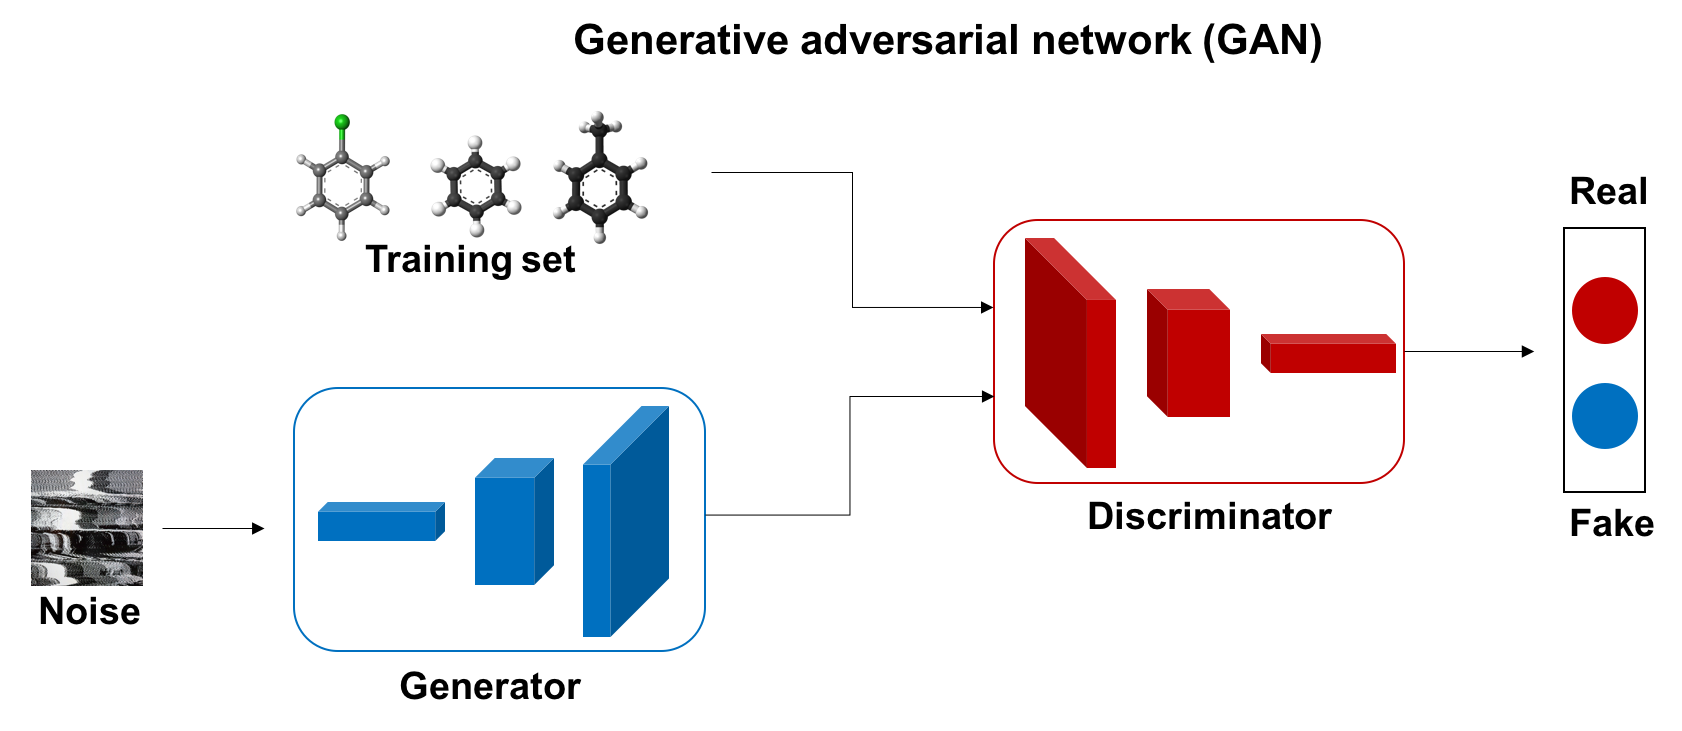 Generative adversarial network (GAN)
Training set
Real
Discriminator
Fake
Noise
Generator